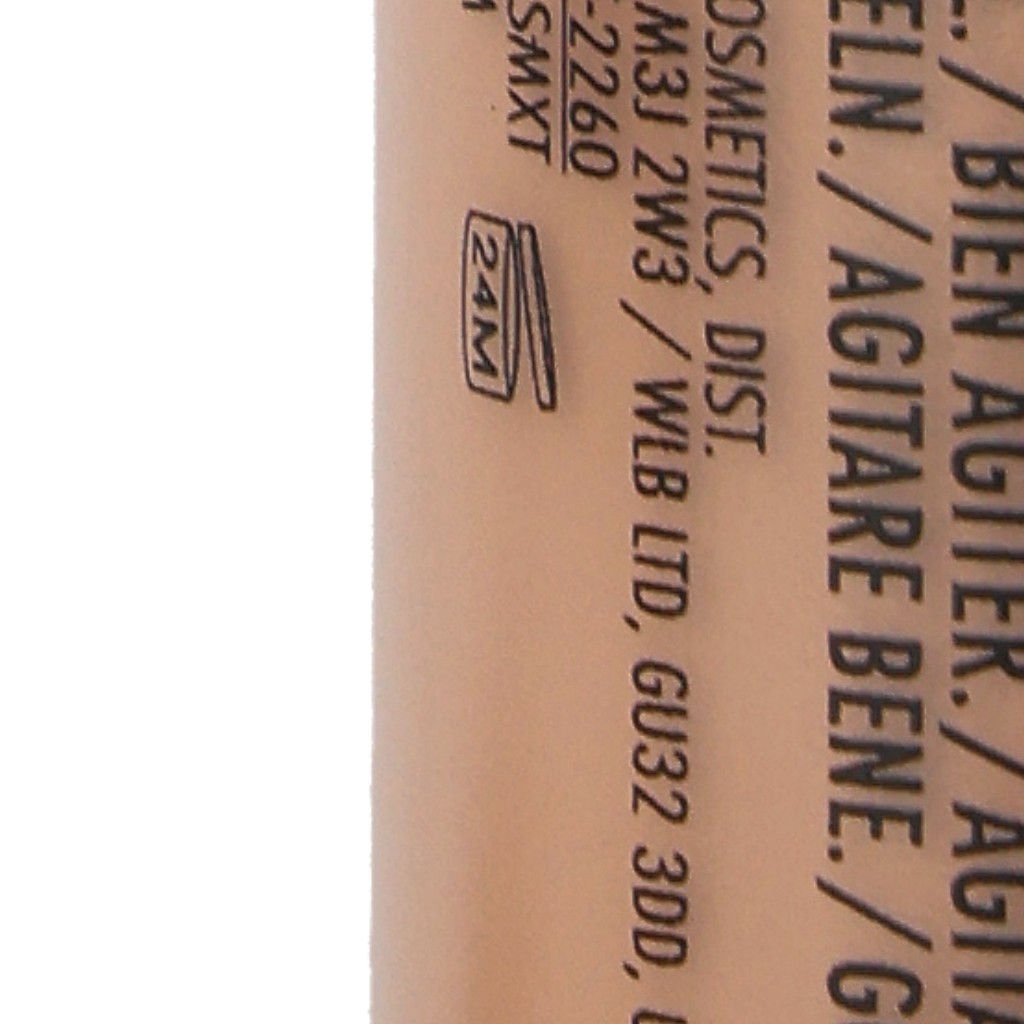 ./ BIEN AGITER. / AGITA
ELN. / AGITARE BENE. / G
OSMETICS, DIST.
M3J 2W3 / WLB LTD, GU32 3DD, U
-2260
SMXT
24M